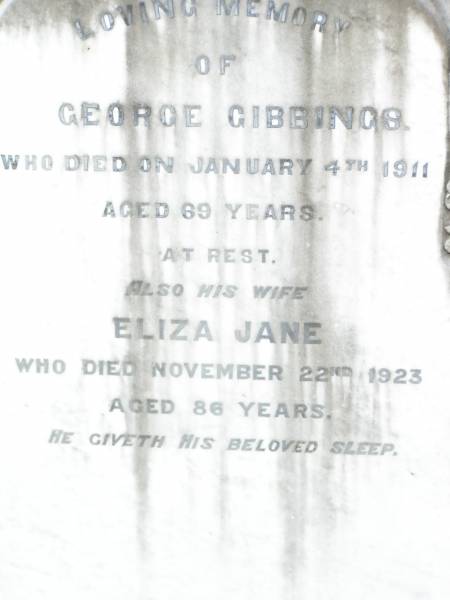 LOVING MEMORY
OF
GEORGE GIBBINGS.
WHO DIED ON JANUARY 4TH 1911
AGED 69 YEARS.
AT REST.
ALSO HIS WIFE
ELIZA JANE
WHO DIED NOVEMBER 22ND 1923
AGED 86 YEARS.
HE GIVETH HIS BELOVED SLEEP.